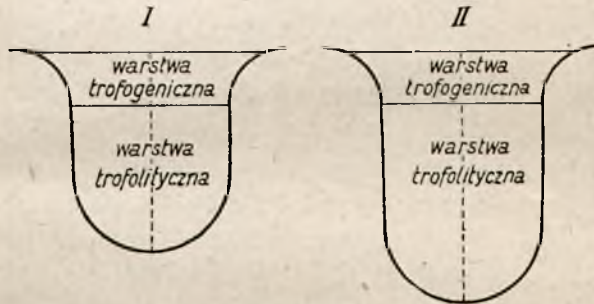 I
warstwa
trofogeniczna
warstwa
trofolityczna
II
warstwa
trofogeniczna
warstwa
trofolityczna